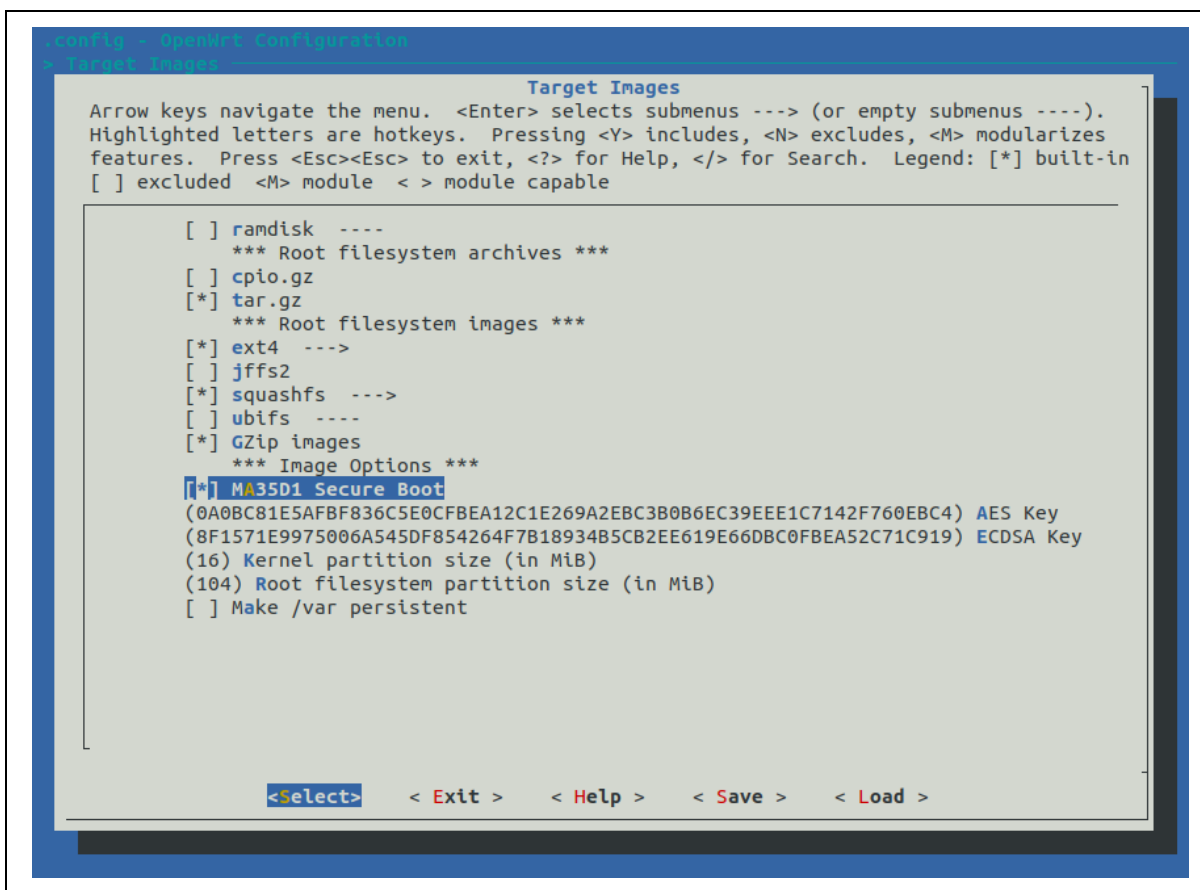 .config - OpenWrt Configuration
> Target Images
Target Images
Arrow keys navigate the menu.  <Enter> selects submenus ---> (or empty submenus ----).
Highlighted letters are hotkeys.  Pressing <Y> includes, <N> excludes, <M> modularizes
features.  Press <Esc><Esc> to exit, <?> for Help, </> for Search.  Legend: [*] built-in
[ ] excluded  <M> module  < > module capable
[ ] ramdisk  ----
*** Root filesystem archives ***
[ ] cpio.gz
[*] tar.gz
*** Root filesystem images ***
[*] ext4  --->
[ ] jffs2
[*] squashfs  --->
[ ] ubifs  ----
[*] GZip images
*** Image Options ***
[*] MA35D1 Secure Boot
(0A0BC81E5AFBF836C5E0CFBEA12C1E269A2EBC3B0B6EC39EEE1C7142F760EBC4) AES Key
(8F1571E9975006A545DF854264F7B18934B5CB2EE619E66DBC0FBEA52C71C919) ECDSA Key
(16) Kernel partition size (in MiB)
(104) Root filesystem partition size (in MiB)
[ ] Make /var persistent
<Select>    < Exit >    < Help >    < Save >    < Load >